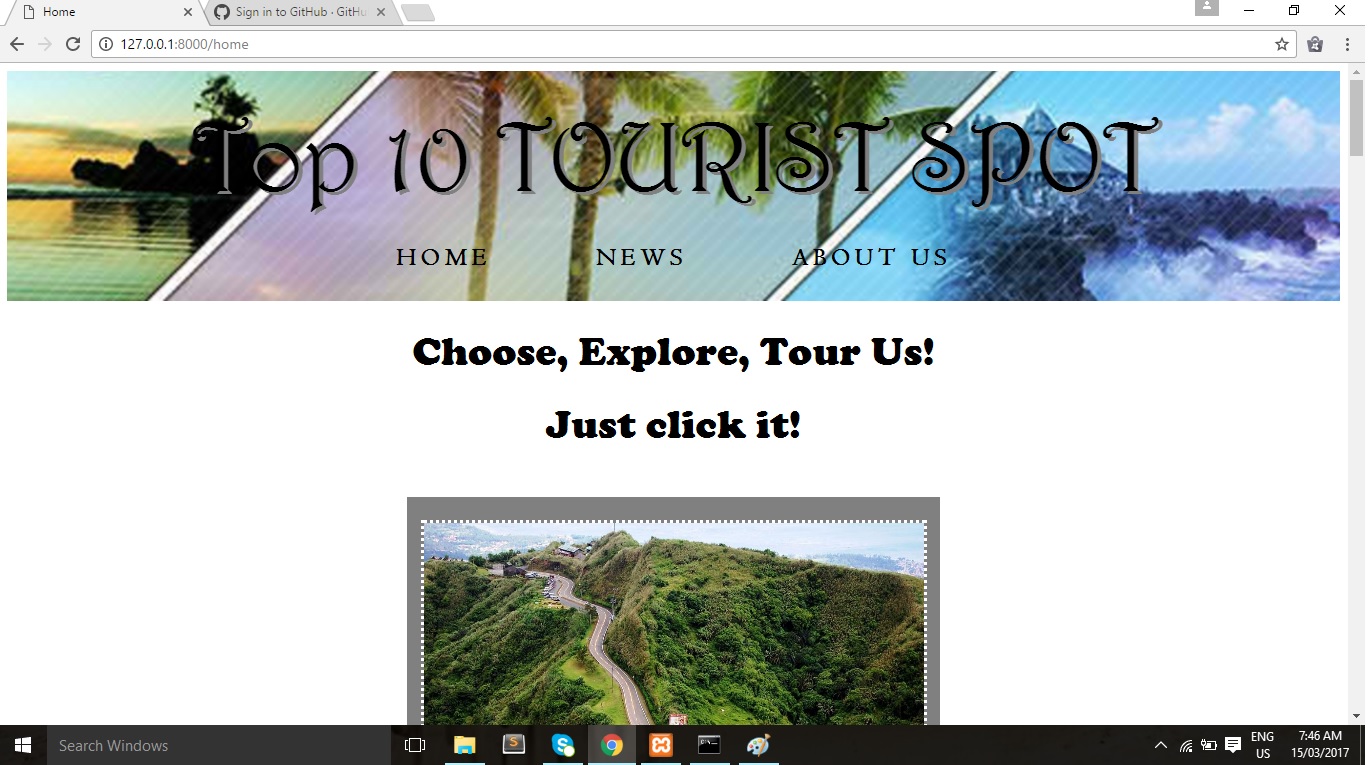 Home
Sign in to GitHub · GitHu
127.0.0.1:8000/home
Top 10 TOURIST SPOT
HOME NEWS ABOUT US
Choose, Explore, Tour Us!
Just click it!
Search Windows
ENG
US
7:46 AM
15/03/2017